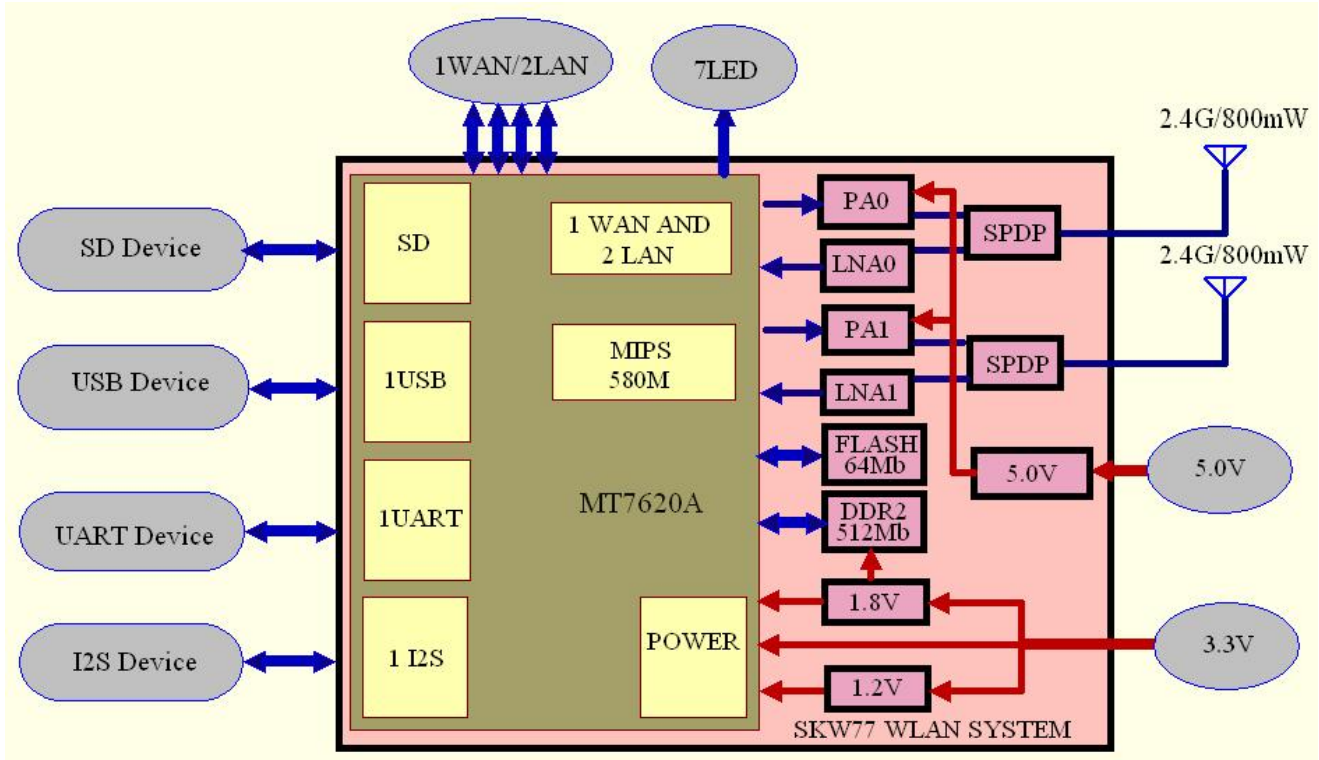 1WAN/2LAN
7LED
2.4G/800mW
SD Device
SD
1 WAN AND
2 LAN
PA0
SPDP
LNA0
2.4G/800mW
USB Device
1USB
MIPS
580M
PA1
SPDP
LNA1
FLASH
64Mb
5.0V
5.0V
UART Device
1UART
MT7620A
DDR2
512Mb
1.8V
I2S Device
1 I2S
POWER
3.3V
1.2V
SKW77 WLAN SYSTEM